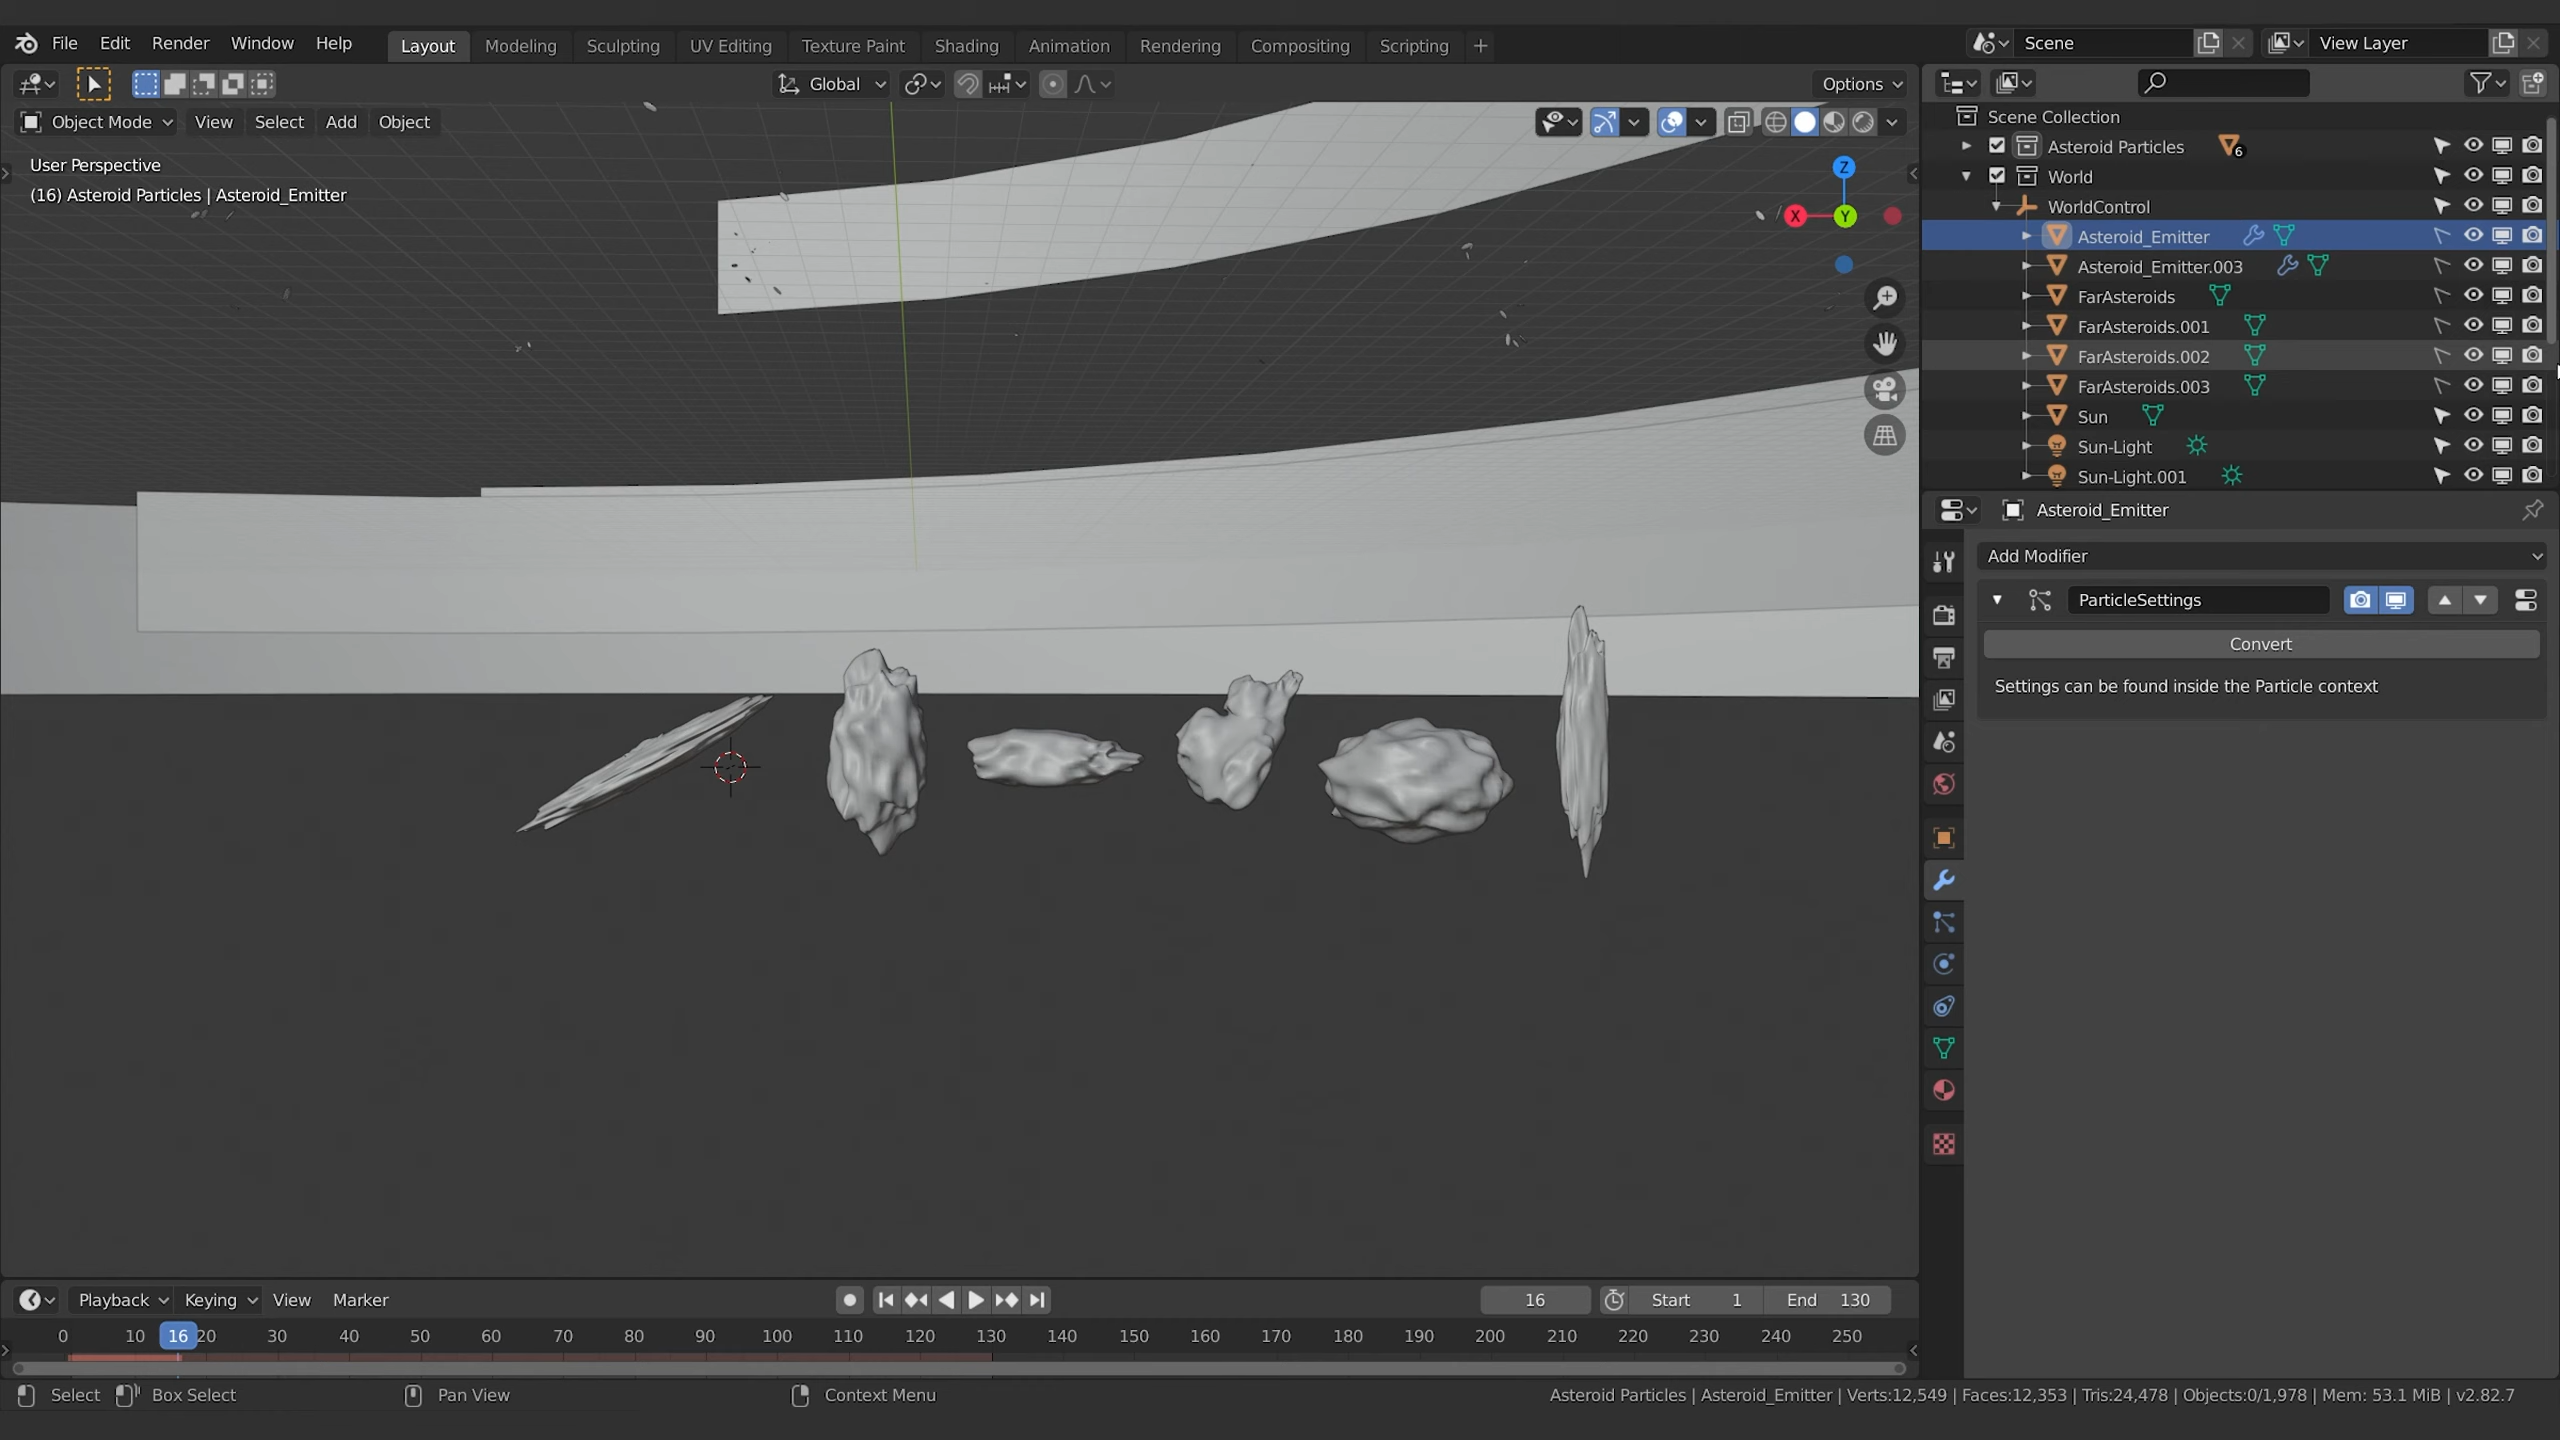 File Edit Render Window Help Layout Modeling Sculpting UV Editing Texture Paint Shading Animation Rendering Compositing Scripting + Scene View Layer
Global Options
Object Mode View Select Add Object
User Perspective
(16) Asteroid Particles | Asteroid_Emitter
Z
X Y
Scene Collection
Asteroid Particles 6
World
WorldControl
Asteroid_Emitter
Asteroid_Emitter.003
FarAsteroids
FarAsteroids.001
FarAsteroids.002
FarAsteroids.003
Sun
Sun-Light
Sun-Light.001
Asteroid_Emitter
Add Modifier
ParticleSettings
Convert
Settings can be found inside the Particle context
Playback Keying View Marker 16 Start 1 End 130
0 10 16 20 30 40 50 60 70 80 90 100 110 120 130 140 150 160 170 180 190 200 210 220 230 240 250
Select Box Select Pan View Context Menu Asteroid Particles | Asteroid_Emitter | Verts:12,549 | Faces:12,353 | Tris:24,478 | Objects:0/1,978 | Mem: 53.1 MiB | v2.82.7